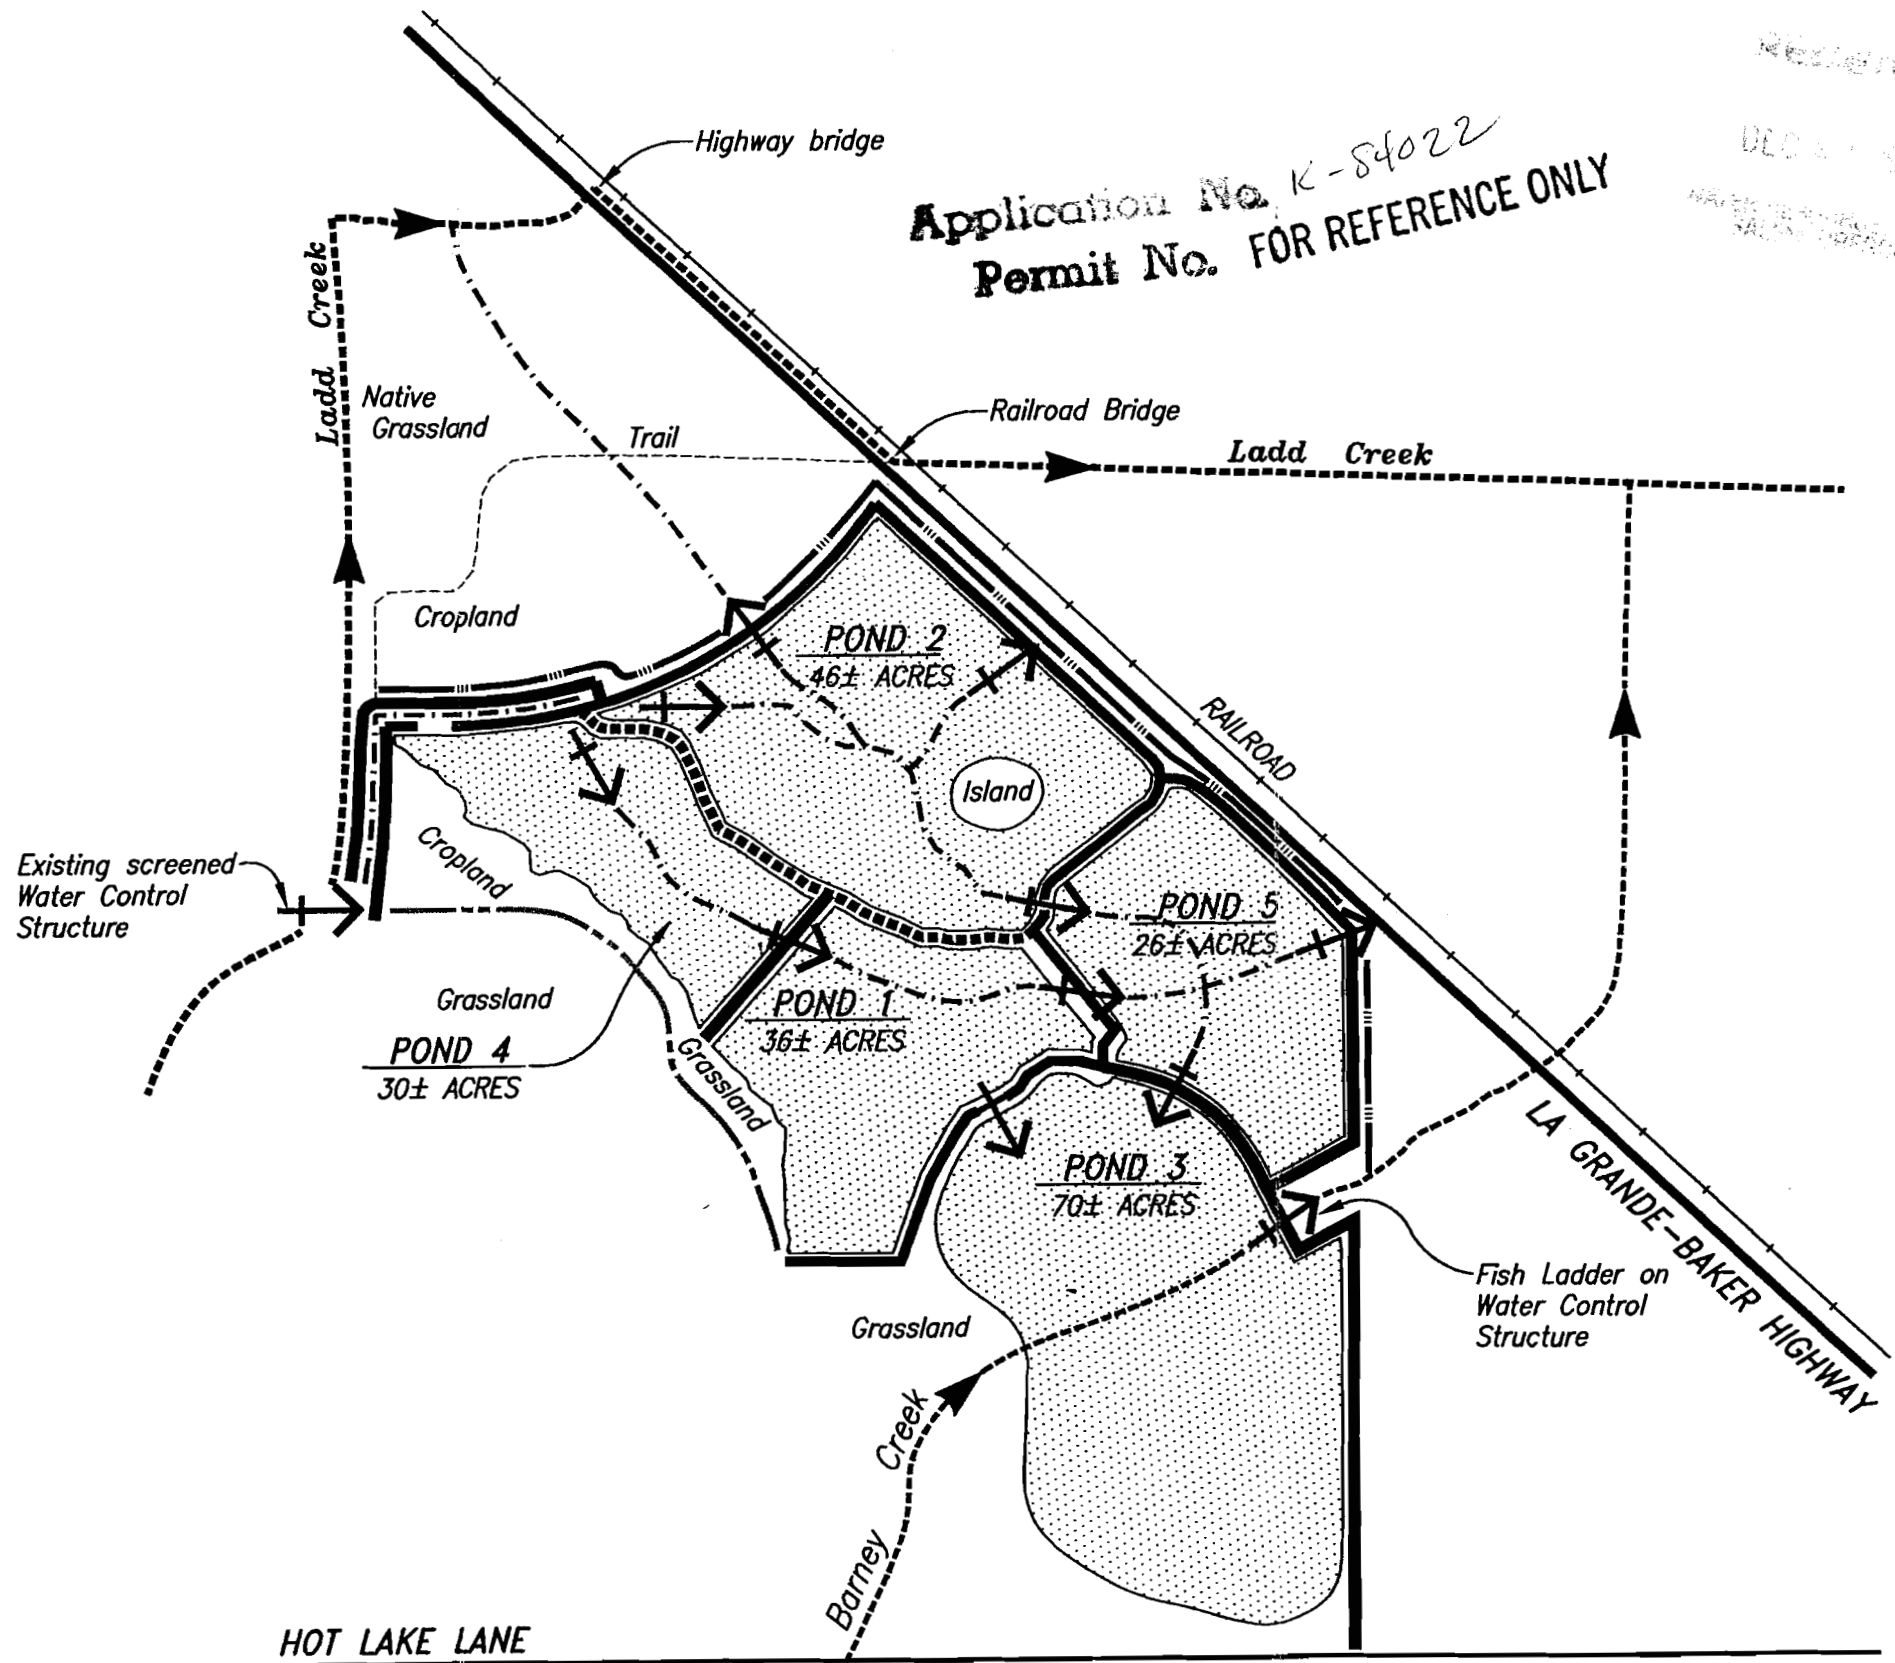 Highway bridge
Application No. K-84022
Permit No. FOR REFERENCE ONLY
Ladd Creek
Native
Grassland
Trail
Railroad Bridge
Ladd Creek
Cropland
POND 2
46± ACRES
RAILROAD
Island
Existing screened
Water Control
Structure
Cropland
POND 5
26± ACRES
Grassland
POND 1
36± ACRES
POND 4
30± ACRES
Grassland
POND 3
70± ACRES
LA GRANDE-BAKER HIGHWAY
Fish Ladder on
Water Control
Structure
Grassland
Barney Creek
HOT LAKE LANE